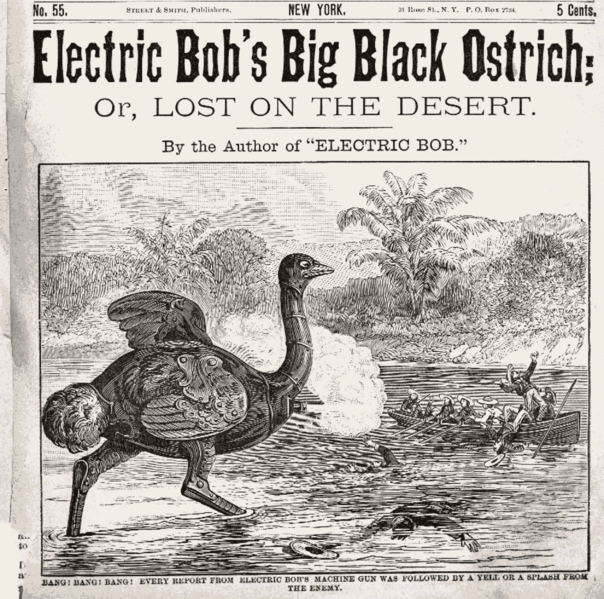 No. 55. STREET & SMITH, Publishers. NEW YORK. 31 Rose St., N. Y. P. O. Box 2734. 5 Cents.
Electric Bob's Big Black Ostrich;
Or, LOST ON THE DESERT.
By the Author of "ELECTRIC BOB."
BANG! BANG! BANG! EVERY REPORT FROM ELECTRIC BOB'S MACHINE GUN WAS FOLLOWED BY A YELL OR A SPLASH FROM
THE ENEMY.